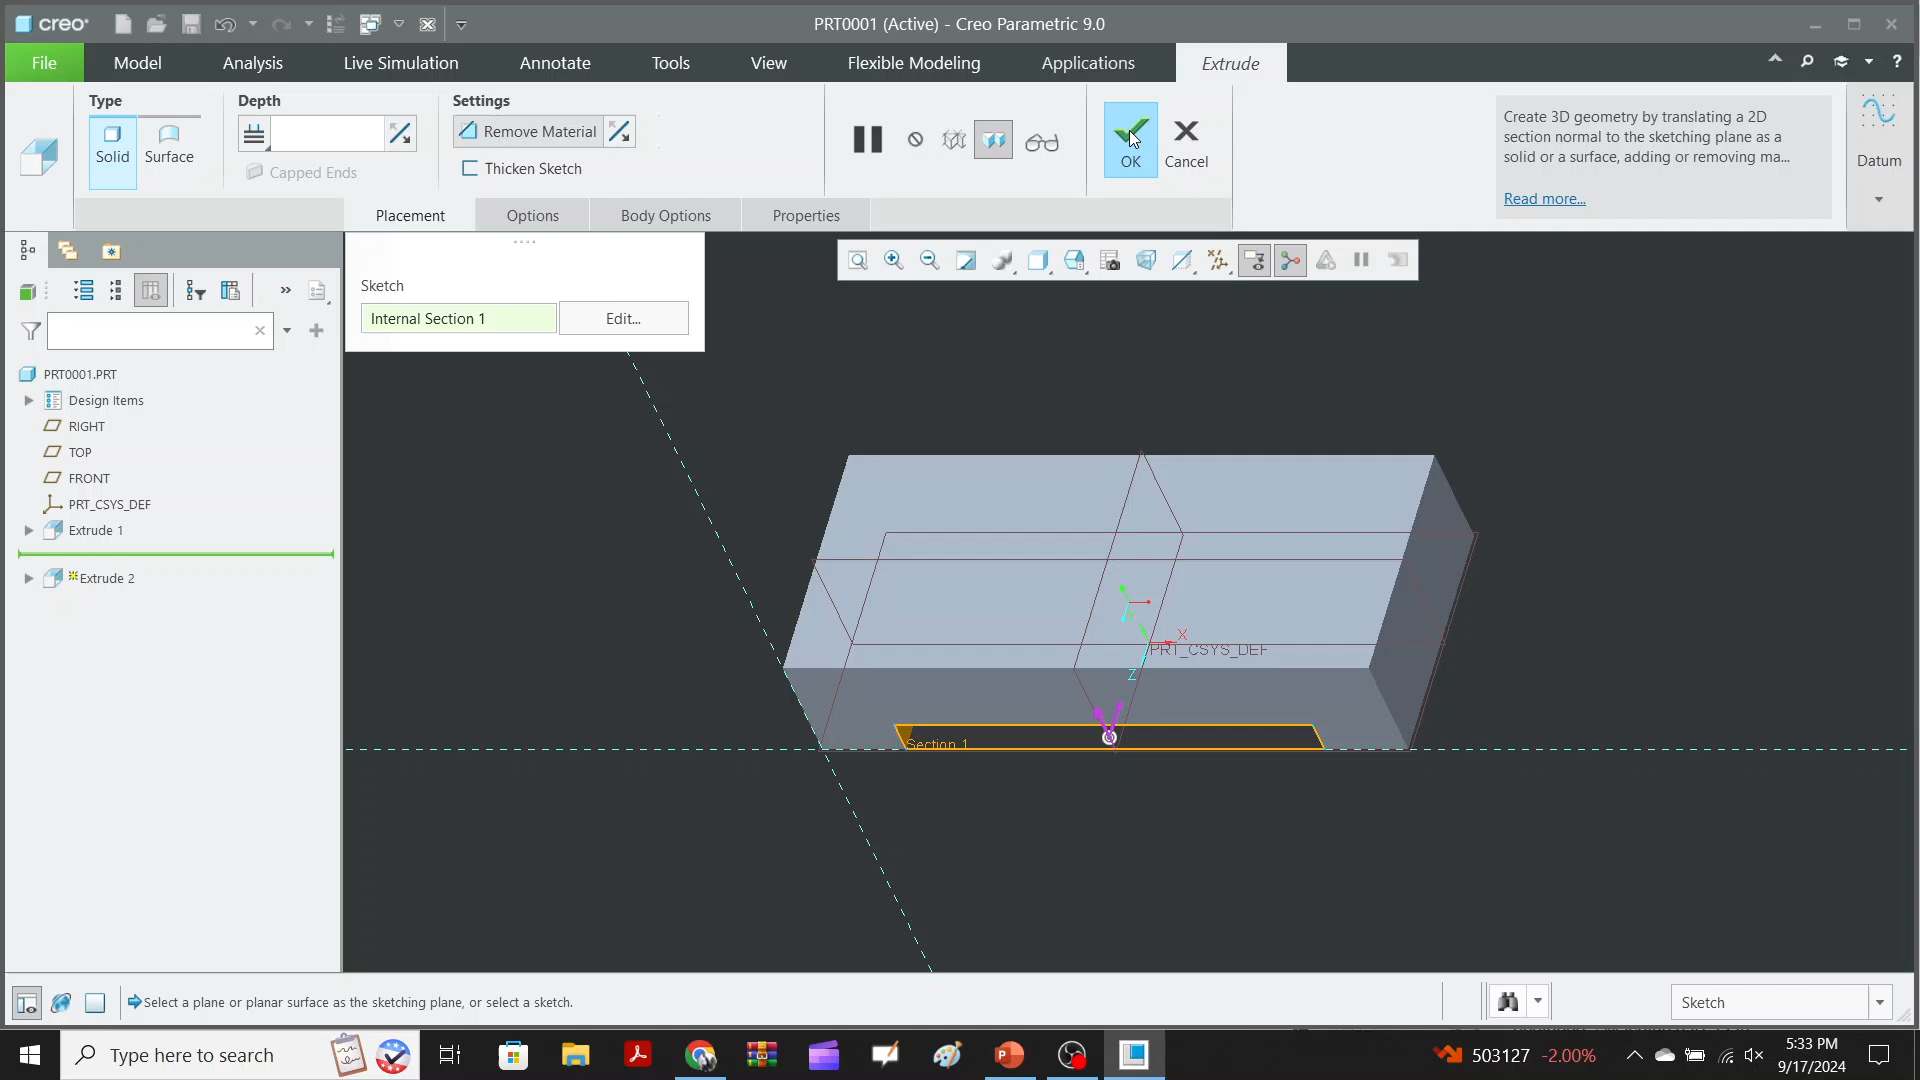 creo
PRT0001 (Active) - Creo Parametric 9.0
File Model Analysis Live Simulation Annotate Tools View Flexible Modeling Applications Extrude ?
Type Depth Settings
Solid Surface
Capped Ends
Remove Material
Thicken Sketch
OK Cancel
Create 3D geometry by translating a 2D
section normal to the sketching plane as a
solid or a surface, adding or removing ma...
Read more...
Datum
Placement Options Body Options Properties
Sketch
Internal Section 1 Edit...
PRT0001.PRT
Design Items
RIGHT
TOP
FRONT
PRT_CSYS_DEF
Extrude 1
Extrude 2
X
PRT_CSYS_DEF
Z
Section 1
Select a plane or planar surface as the sketching plane, or select a sketch.
Sketch
Type here to search
503127 -2.00%
5:33 PM
9/17/2024